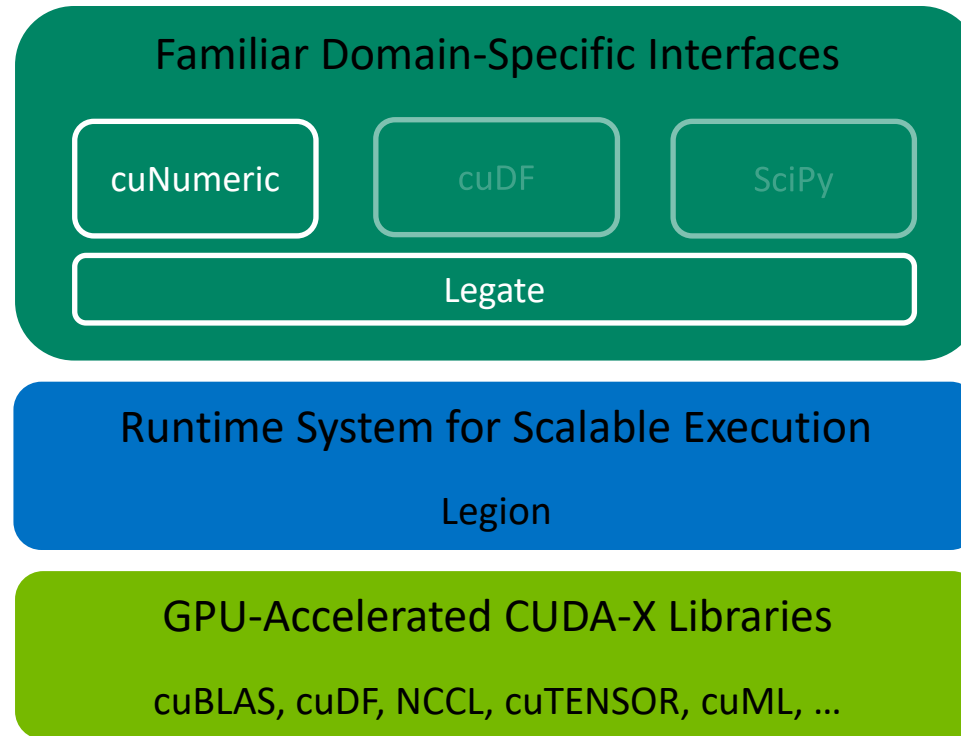 Familiar Domain-Specific Interfaces
cuNumeric
cuDF
SciPy
Legate
Runtime System for Scalable Execution
Legion
GPU-Accelerated CUDA-X Libraries
cuBLAS, cuDF, NCCL, cuTENSOR, cuML, ...